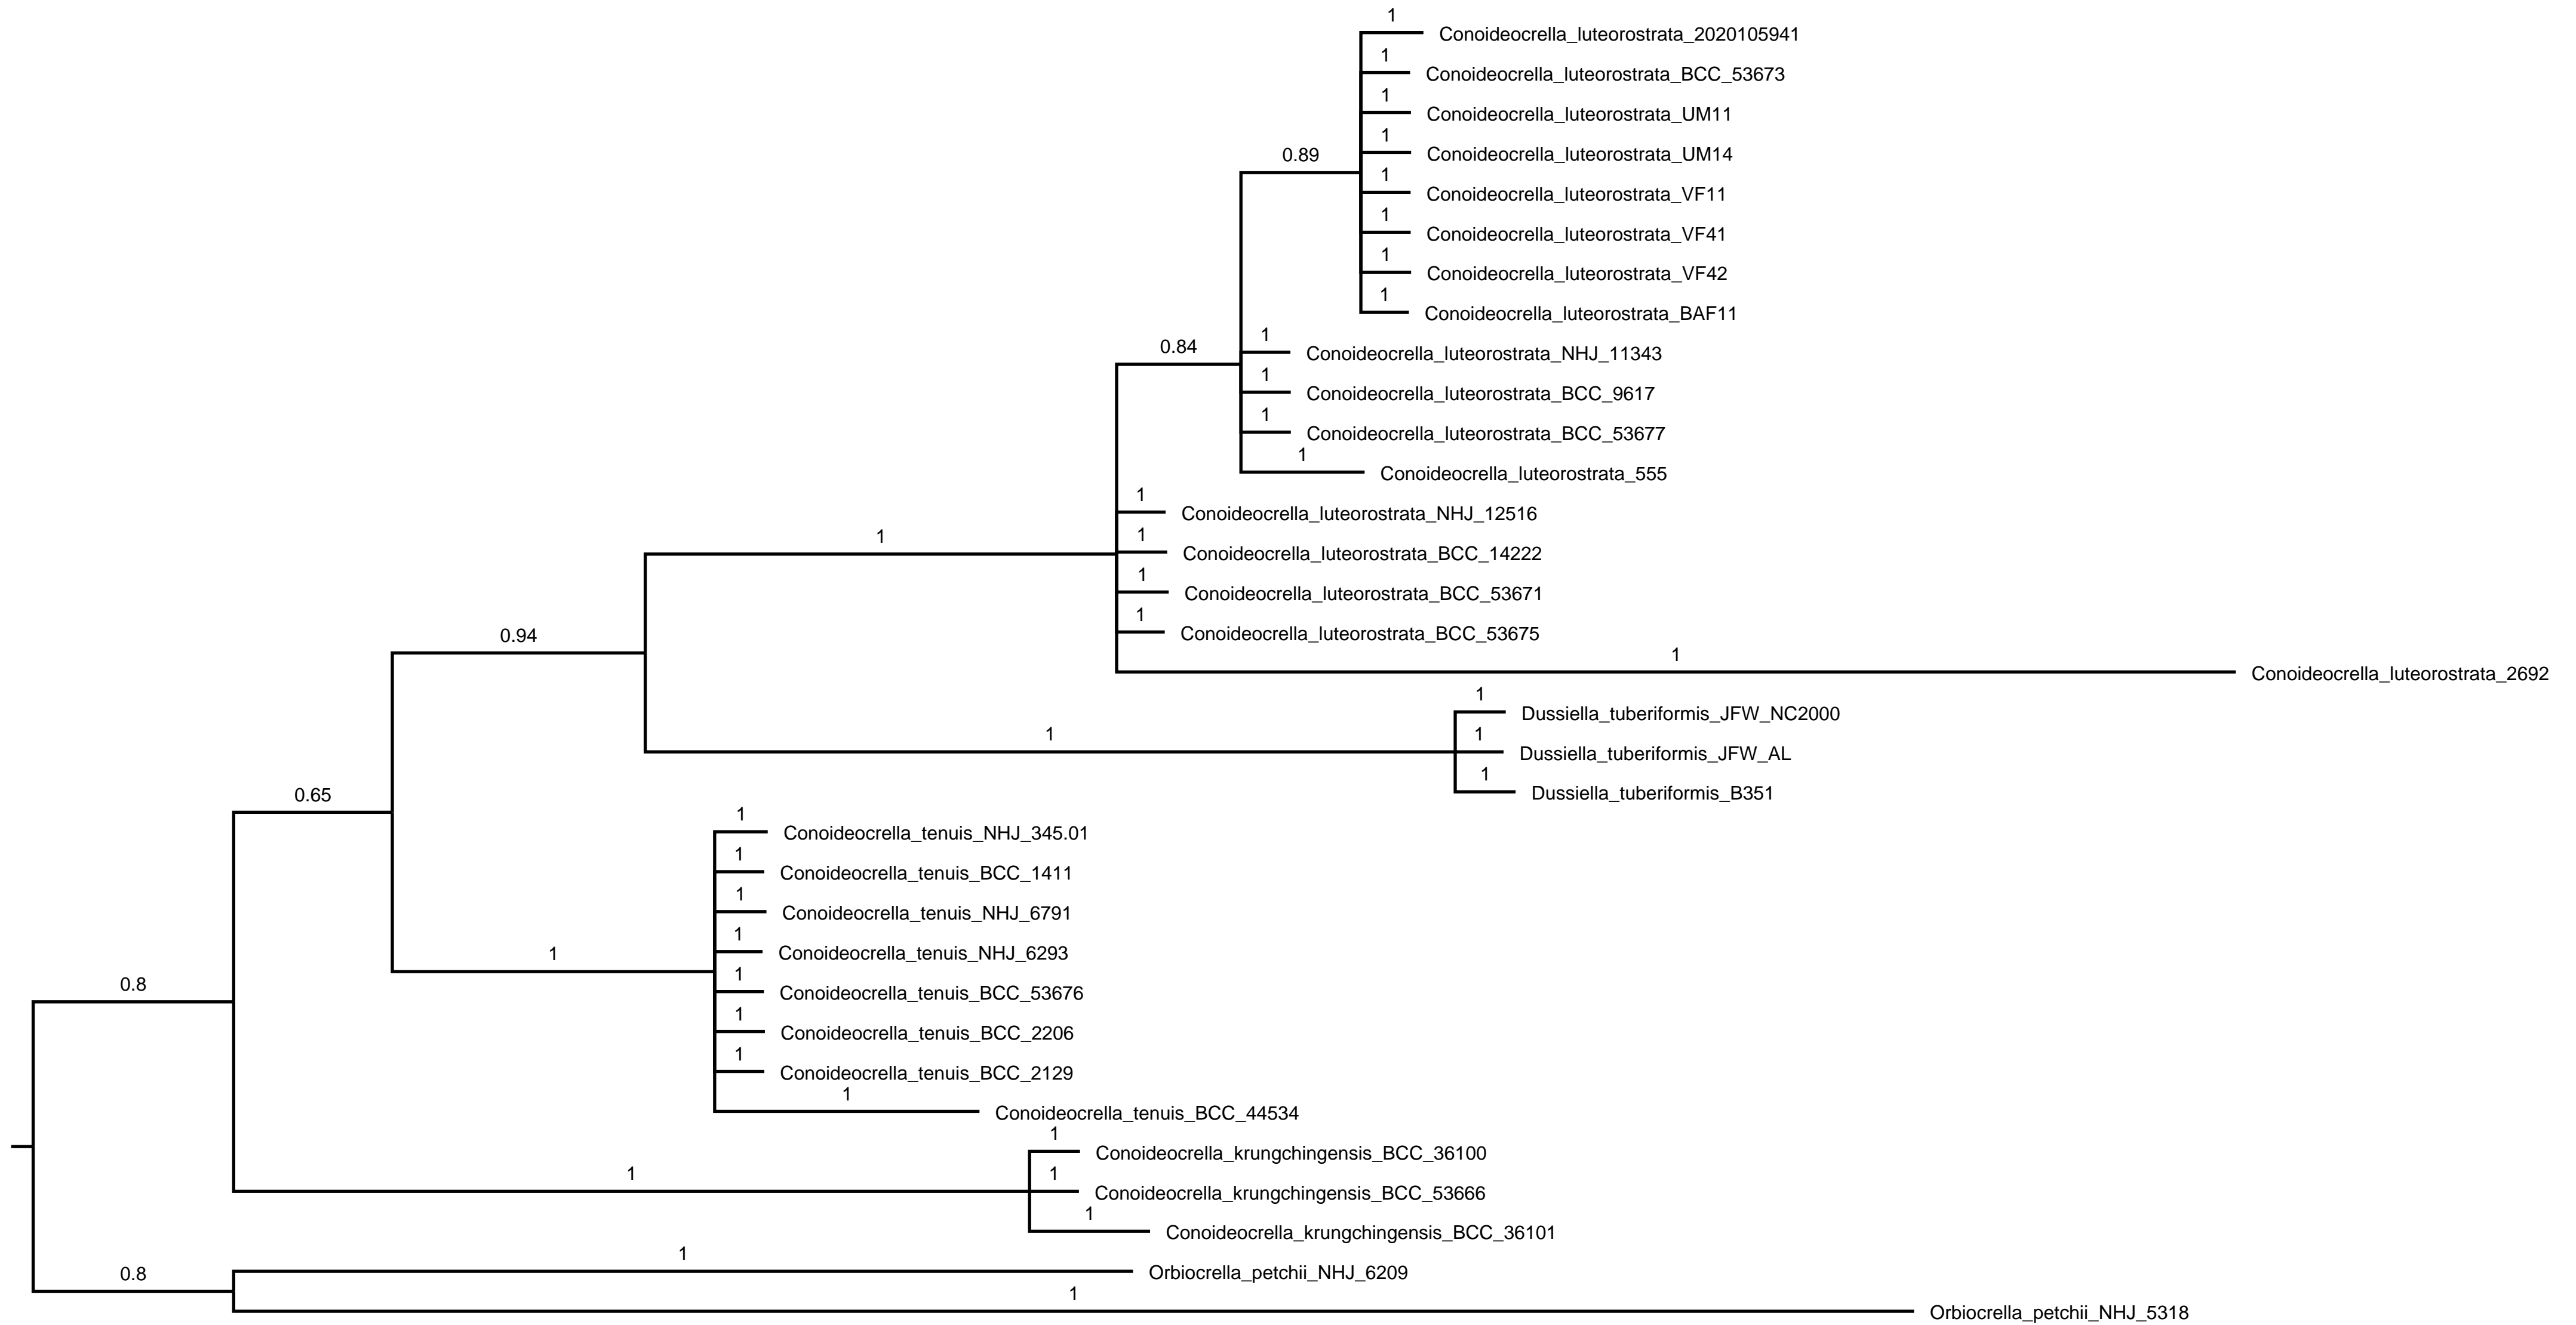 1
Conoideocrella_luteorostrata_2020105941
1
Conoideocrella_luteorostrata_BCC_53673
1
Conoideocrella_luteorostrata_UM11
1
Conoideocrella_luteorostrata_UM14
0.89
1
Conoideocrella_luteorostrata_VF11
1
Conoideocrella_luteorostrata_VF41
1
Conoideocrella_luteorostrata_VF42
1
Conoideocrella_luteorostrata_BAF11
1
Conoideocrella_luteorostrata_NHJ_11343
0.84
1
Conoideocrella_luteorostrata_BCC_9617
1
Conoideocrella_luteorostrata_BCC_53677
1
Conoideocrella_luteorostrata_555
1
Conoideocrella_luteorostrata_NHJ_12516
1
1
Conoideocrella_luteorostrata_BCC_14222
1
Conoideocrella_luteorostrata_BCC_53671
1
Conoideocrella_luteorostrata_BCC_53675
0.94
1
Conoideocrella_luteorostrata_2692
1
Dussiella_tuberiformis_JFW_NC2000
1
1
Dussiella_tuberiformis_JFW_AL
1
Dussiella_tuberiformis_B351
0.65
1
Conoideocrella_tenuis_NHJ_345.01
1
Conoideocrella_tenuis_BCC_1411
1
Conoideocrella_tenuis_NHJ_6791
1
Conoideocrella_tenuis_NHJ_6293
1
1
Conoideocrella_tenuis_BCC_53676
0.8
1
Conoideocrella_tenuis_BCC_2206
1
Conoideocrella_tenuis_BCC_2129
1
Conoideocrella_tenuis_BCC_44534
1
Conoideocrella_krungchingensis_BCC_36100
1
1
Conoideocrella_krungchingensis_BCC_53666
1
Conoideocrella_krungchingensis_BCC_36101
1
Orbiocrella_petchii_NHJ_6209
0.8
1
Orbiocrella_petchii_NHJ_5318